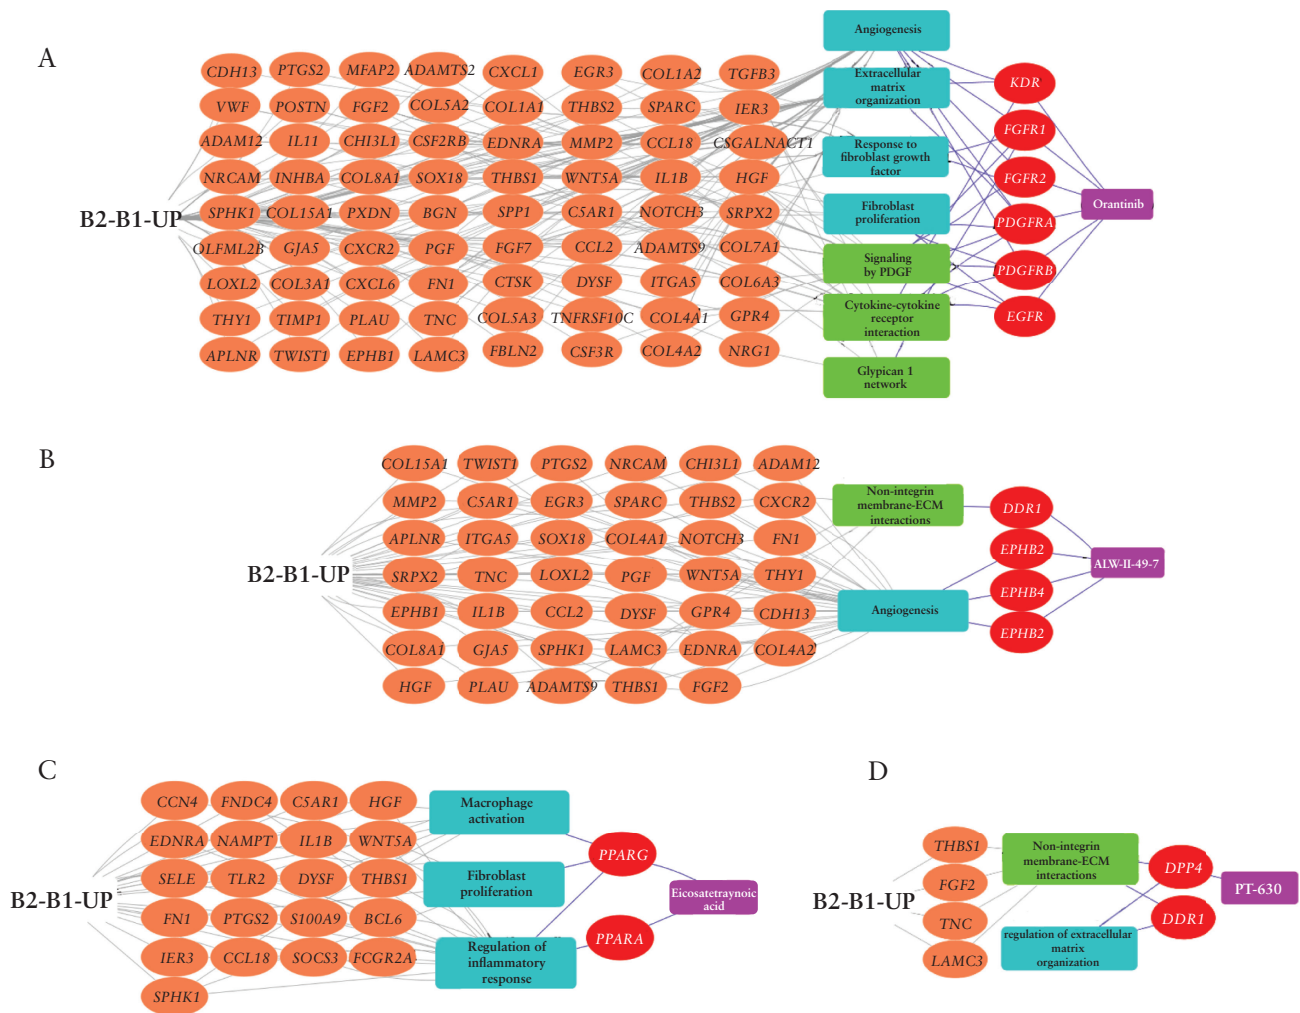 A
Angiogenesis
CDH13 PTGS2 MFAP2 ADAMTS2 CXCL1 EGR3 COL1A2 TGFB3
Extracellular
matrix
organization
KDR
VWF POSTN FGF2 COL5A2 COL1A1 THBS2 SPARC IER3
FGFR1
ADAM12 IL11 CHI3L1 CSF2RB EDNRA MMP2 CCL18 CSGALNACT1
Response to
fibroblast growth
factor
NRCAM INHBA COL8A1 SOX18 THBS1 WNT5A IL1B HGF
FGFR2
B2-B1-UP
SPHK1 COL15A1 PXDN BGN SPP1 C5AR1 NOTCH3 SRPX2
Fibroblast
proliferation
PDGFRA
Orantinib
OLFML2B GJA5 CXCR2 PGF FGF7 CCL2 ADAMTS9 COL7A1
Signaling
by PDGF
PDGFRB
LOXL2 COL3A1 CXCL6 FN1 CTSK DYSF ITGA5 COL6A3
Cytokine-cytokine
receptor
interaction
EGFR
THY1 TIMP1 PLAU TNC COL5A3 TNFRSF10C COL4A1 GPR4
APLNR TWIST1 EPHB1 LAMC3 FBLN2 CSF3R COL4A2 NRG1
Glypican 1
network
B
COL15A1 TWIST1 PTGS2 NRCAM CHI3L1 ADAM12
MMP2 C5AR1 EGR3 SPARC THBS2 CXCR2
Non-integrin
membrane-ECM
interactions
DDR1
APLNR ITGA5 SOX18 COL4A1 NOTCH3 FN1
EPHB2
B2-B1-UP
SRPX2 TNC LOXL2 PGF WNT5A THY1
ALW-II-49-7
EPHB4
EPHB1 IL1B CCL2 DYSF GPR4 CDH13
Angiogenesis
EPHB2
COL8A1 GJA5 SPHK1 LAMC3 EDNRA COL4A2
HGF PLAU ADAMTS9 THBS1 FGF2
C
CCN4 FNDC4 C5AR1 HGF
Macrophage
activation
EDNRA NAMPT IL1B WNT5A
PPARG
SELE TLR2 DYSF THBS1
Fibroblast
proliferation
B2-B1-UP
Eicosatetraynoic
acid
FN1 PTGS2 S100A9 BCL6
PPARA
IER3 CCL18 SOCS3 FCGR2A
Regulation of
inflammatory
response
SPHK1
D
THBS1
Non-integrin
membrane-ECM
interactions
DPP4
FGF2
PT-630
B2-B1-UP
TNC
DDR1
regulation of extracellular
matrix
organization
LAMC3